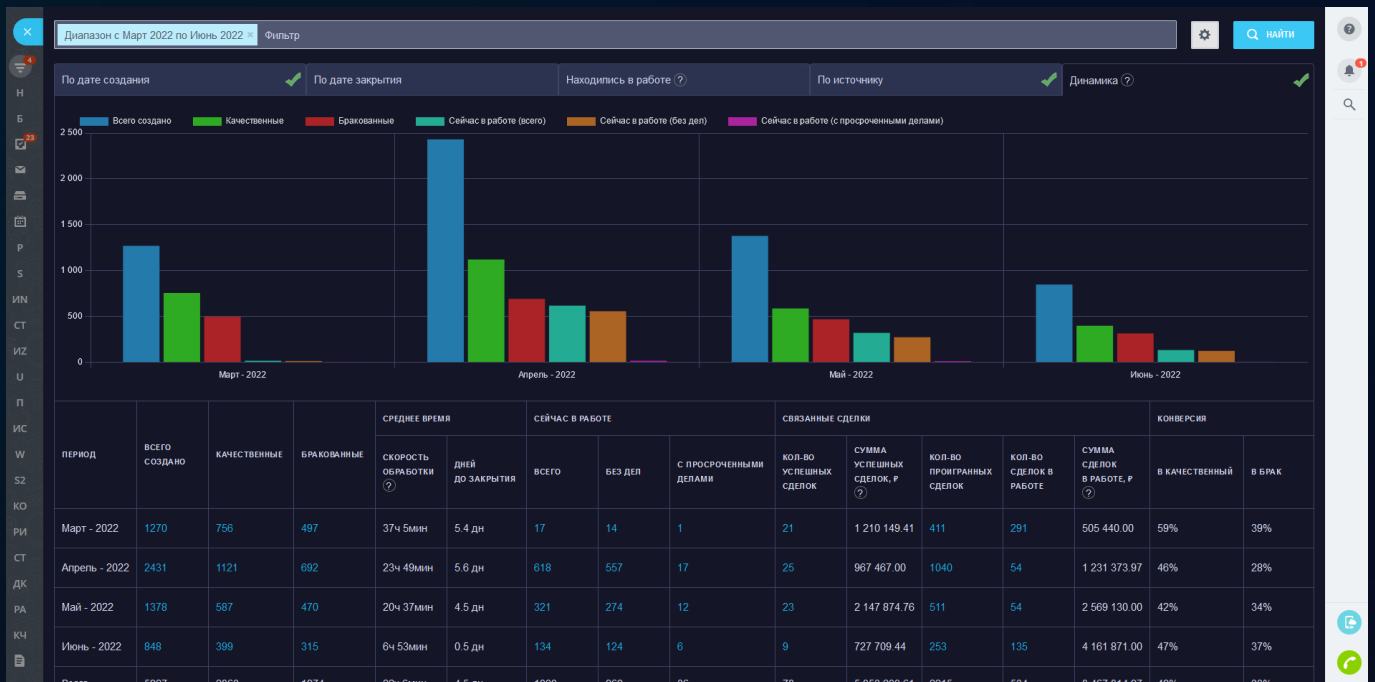 Диапазон с Март 2022 по Июнь 2022 × Фильтр
НАЙТИ
4
Н
Б
23
Р
S
ИN
СТ
ИZ
U
П
ИС
W
S2
КО
РИ
СТ
ДК
РА
КЧ
?
1
По дате создания
По дате закрытия
Находились в работе ?
По источнику
Динамика ?
Всего создано Качественные Бракованные Сейчас в работе (всего) Сейчас в работе (без дел) Сейчас в работе (с просроченными делами)
2 500
2 000
1 500
1 000
500
0
Март - 2022 Апрель - 2022 Май - 2022 Июнь - 2022
ПЕРИОД
ВСЕГО
СОЗДАНО
КАЧЕСТВЕННЫЕ
БРАКОВАННЫЕ
СРЕДНЕЕ ВРЕМЯ
СКОРОСТЬ
ОБРАБОТКИ
?
ДНЕЙ
ДО ЗАКРЫТИЯ
СЕЙЧАС В РАБОТЕ
ВСЕГО
БЕЗ ДЕЛ
С ПРОСРОЧЕННЫМИ
ДЕЛАМИ
СВЯЗАННЫЕ СДЕЛКИ
КОЛ-ВО
УСПЕШНЫХ
СДЕЛОК
СУММА
УСПЕШНЫХ
СДЕЛОК, ₽
?
КОЛ-ВО
ПРОИГРАННЫХ
СДЕЛОК
КОЛ-ВО
СДЕЛОК В
РАБОТЕ
СУММА
СДЕЛОК
В РАБОТЕ, ₽
?
КОНВЕРСИЯ
В КАЧЕСТВЕННЫЙ
В БРАК
Март - 2022 1270 756 497 37ч 5мин 5.4 дн 17 14 1 21 1 210 149.41 411 291 505 440.00 59% 39%
Апрель - 2022 2431 1121 692 23ч 49мин 5.6 дн 618 557 17 25 967 467.00 1040 54 1 231 373.97 46% 28%
Май - 2022 1378 587 470 20ч 37мин 4.5 дн 321 274 12 23 2 147 874.76 511 54 2 569 130.00 42% 34%
Июнь - 2022 848 399 315 6ч 53мин 0.5 дн 134 124 6 9 727 709.44 253 135 4 161 871.00 47% 37%